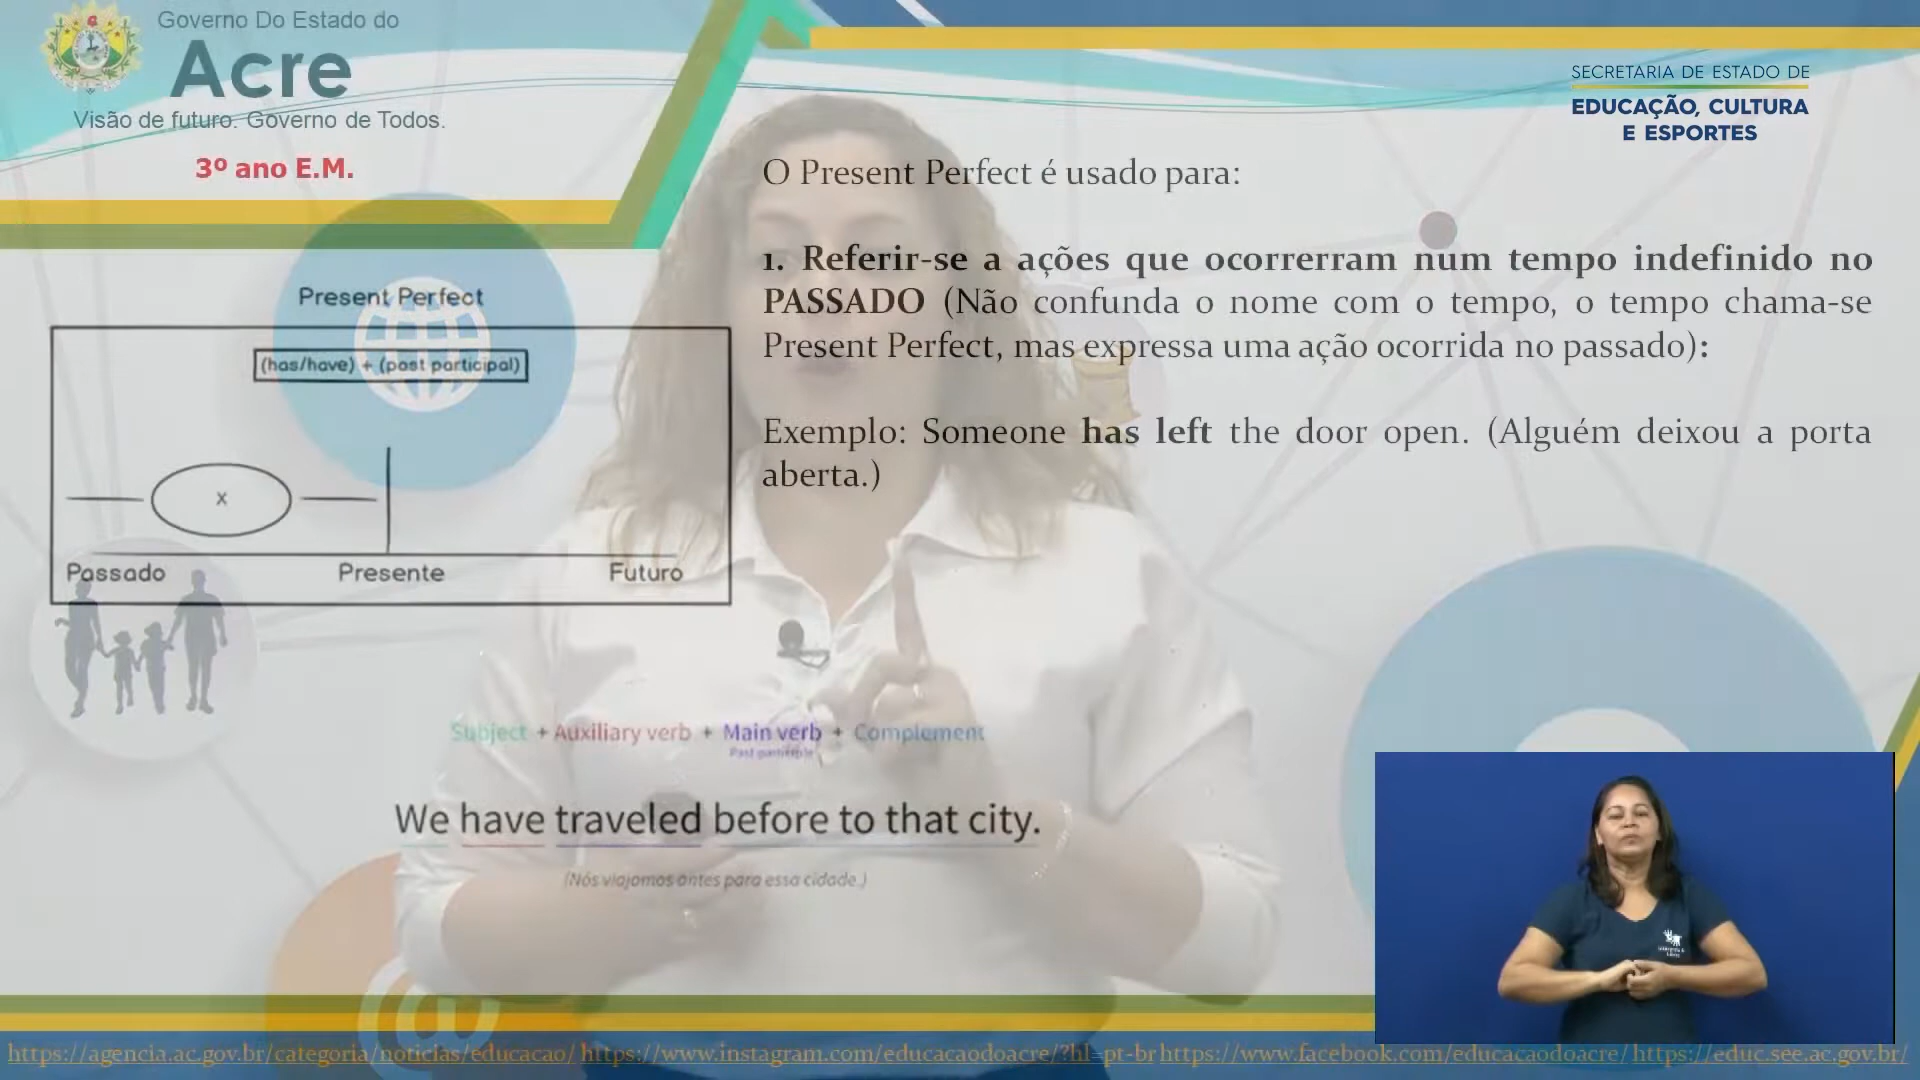 Governo Do Estado do
Acre
Visão de futuro. Governo de Todos.
3º ano E.M.
SECRETARIA DE ESTADO DE
EDUCAÇÃO, CULTURA
E ESPORTES
O Present Perfect é usado para:
1. Referir-se a ações que ocorrerram num tempo indefinido no
PASSADO (Não confunda o nome com o tempo, o tempo chama-se
Present Perfect, mas expressa uma ação ocorrida no passado):
Exemplo: Someone has left the door open. (Alguém deixou a porta
aberta.)
Present Perfect
(has/have) + (past participal)
x
Passado Presente Futuro
Subject + Auxiliary verb + Main verb + Complement
Past participle
We have traveled before to that city.
(Nós viajamos antes para essa cidade.)
https://agencia.ac.gov.br/categoria/noticias/educacao/ https://www.instagram.com/educacaodoacre/?hl=pt-br https://www.facebook.com/educacaodoacre/ https://educ.see.ac.gov.br/